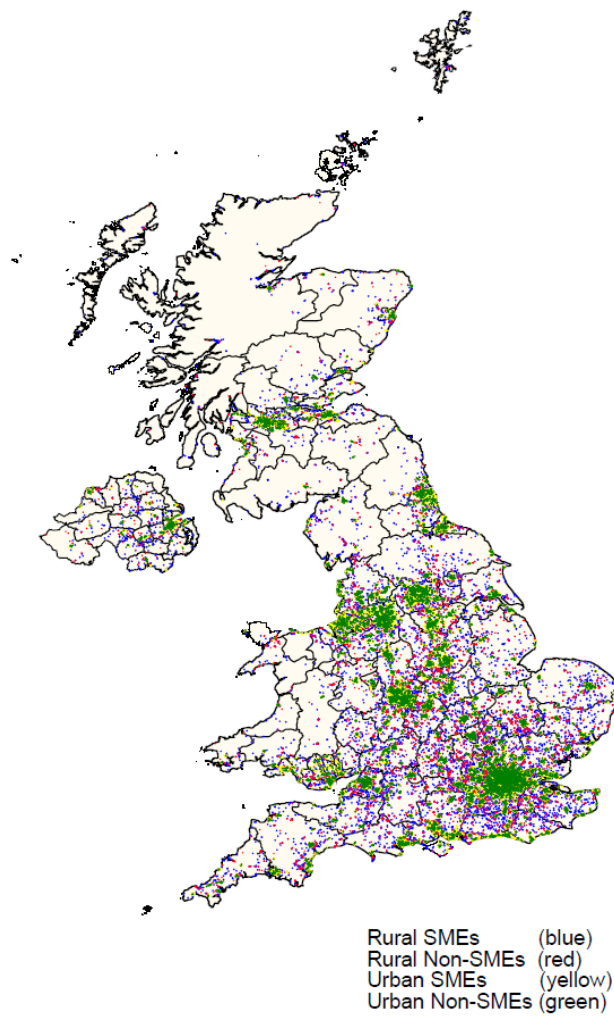 Rural SMEs (blue)
Rural Non-SMEs (red)
Urban SMEs (yellow)
Urban Non-SMEs (green)